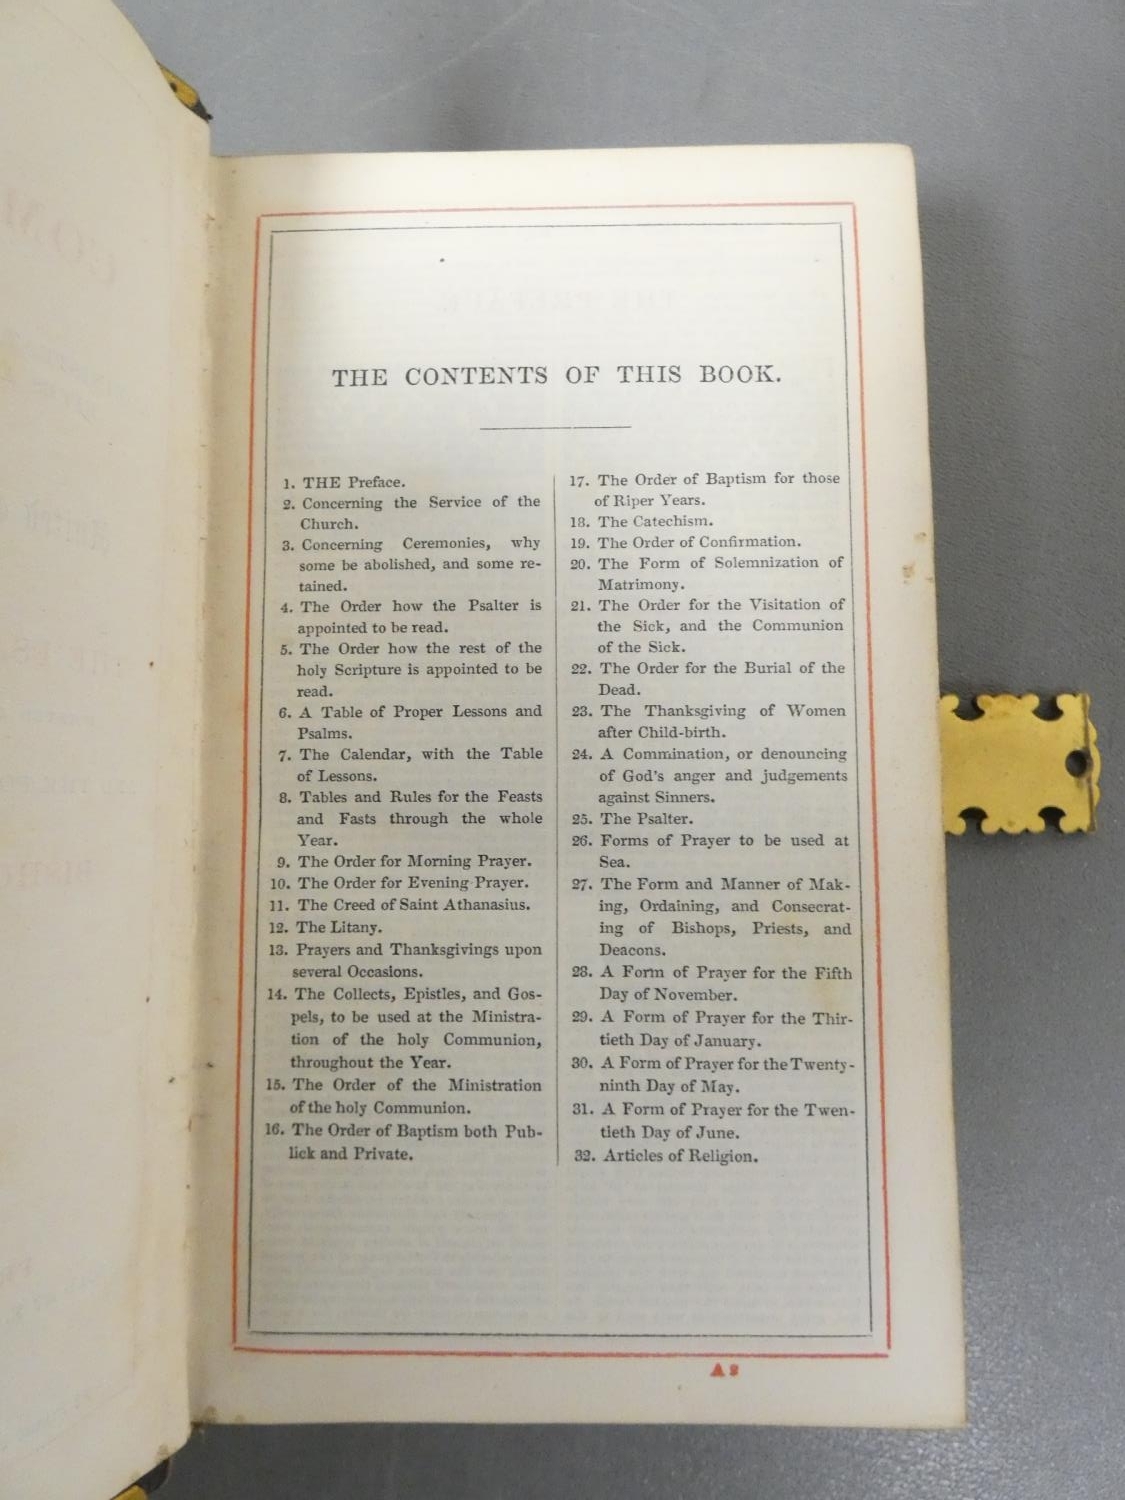 THE CONTENTS OF THIS BOOK.
1. THE Preface.
2. Concerning the Service of the
Church.
3. Concerning Ceremonies, why
some be abolished, and some re-
tained.
4. The Order how the Psalter is
appointed to be read.
5. The Order how the rest of the
holy Scripture is appointed to be
read.
6. A Table of Proper Lessons and
Psalms.
7. The Calendar, with the Table
of Lessons.
8. Tables and Rules for the Feasts
and Fasts through the whole
Year.
9. The Order for Morning Prayer.
10. The Order for Evening Prayer.
11. The Creed of Saint Athanasius.
12. The Litany.
13. Prayers and Thanksgivings upon
several Occasions.
14. The Collects, Epistles, and Gos-
pels, to be used at the Ministra-
tion of the holy Communion,
throughout the Year.
15. The Order of the Ministration
of the holy Communion.
16. The Order of Baptism both Pub-
lick and Private.
17. The Order of Baptism for those
of Riper Years.
18. The Catechism.
19. The Order of Confirmation.
20. The Form of Solemnization of
Matrimony.
21. The Order for the Visitation of
the Sick, and the Communion
of the Sick.
22. The Order for the Burial of the
Dead.
23. The Thanksgiving of Women
after Child-birth.
24. A Commination, or denouncing
of God's anger and judgements
against Sinners.
25. The Psalter.
26. Forms of Prayer to be used at
Sea.
27. The Form and Manner of Mak-
ing, Ordaining, and Consecrat-
ing of Bishops, Priests, and
Deacons.
28. A Form of Prayer for the Fifth
Day of November.
29. A Form of Prayer for the Thir-
tieth Day of January.
30. A Form of Prayer for the Twenty-
ninth Day of May.
31. A Form of Prayer for the Twen-
tieth Day of June.
32. Articles of Religion.
A 2